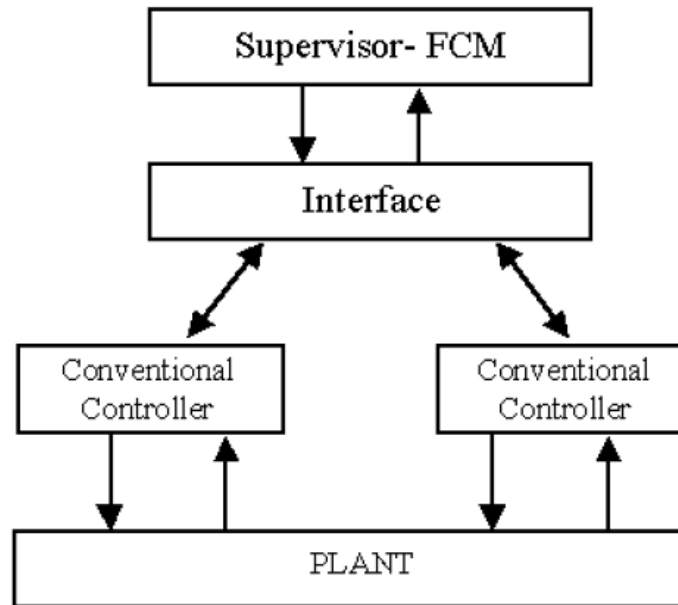 Supervisor- FCM
Interface
Conventional
Controller
Conventional
Controller
PLANT